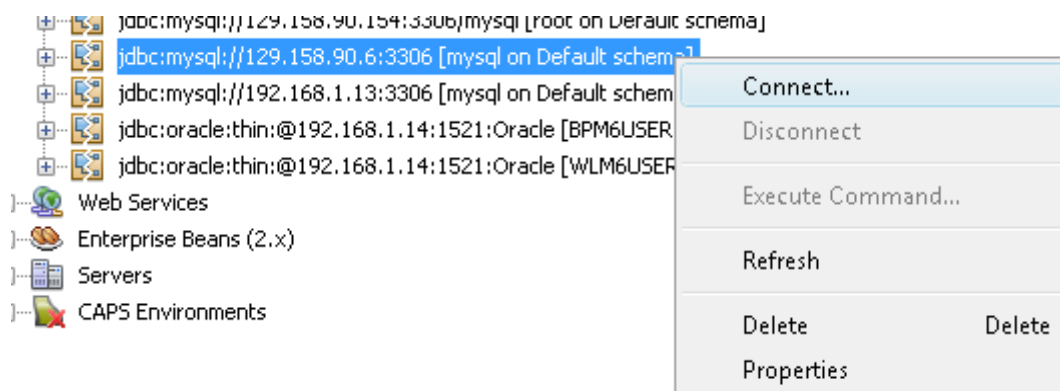 jdbc:mysql://129.158.90.154:3306/mysql [root on Default schema]
jdbc:mysql://129.158.90.6:3306 [mysql on Default schema]
jdbc:mysql://192.168.1.13:3306 [mysql on Default schem
jdbc:oracle:thin:@192.168.1.14:1521:Oracle [BPM6USER
jdbc:oracle:thin:@192.168.1.14:1521:Oracle [WLM6USER
Web Services
Enterprise Beans (2.x)
Servers
CAPS Environments
Connect...
Disconnect
Execute Command...
Refresh
Delete Delete
Properties